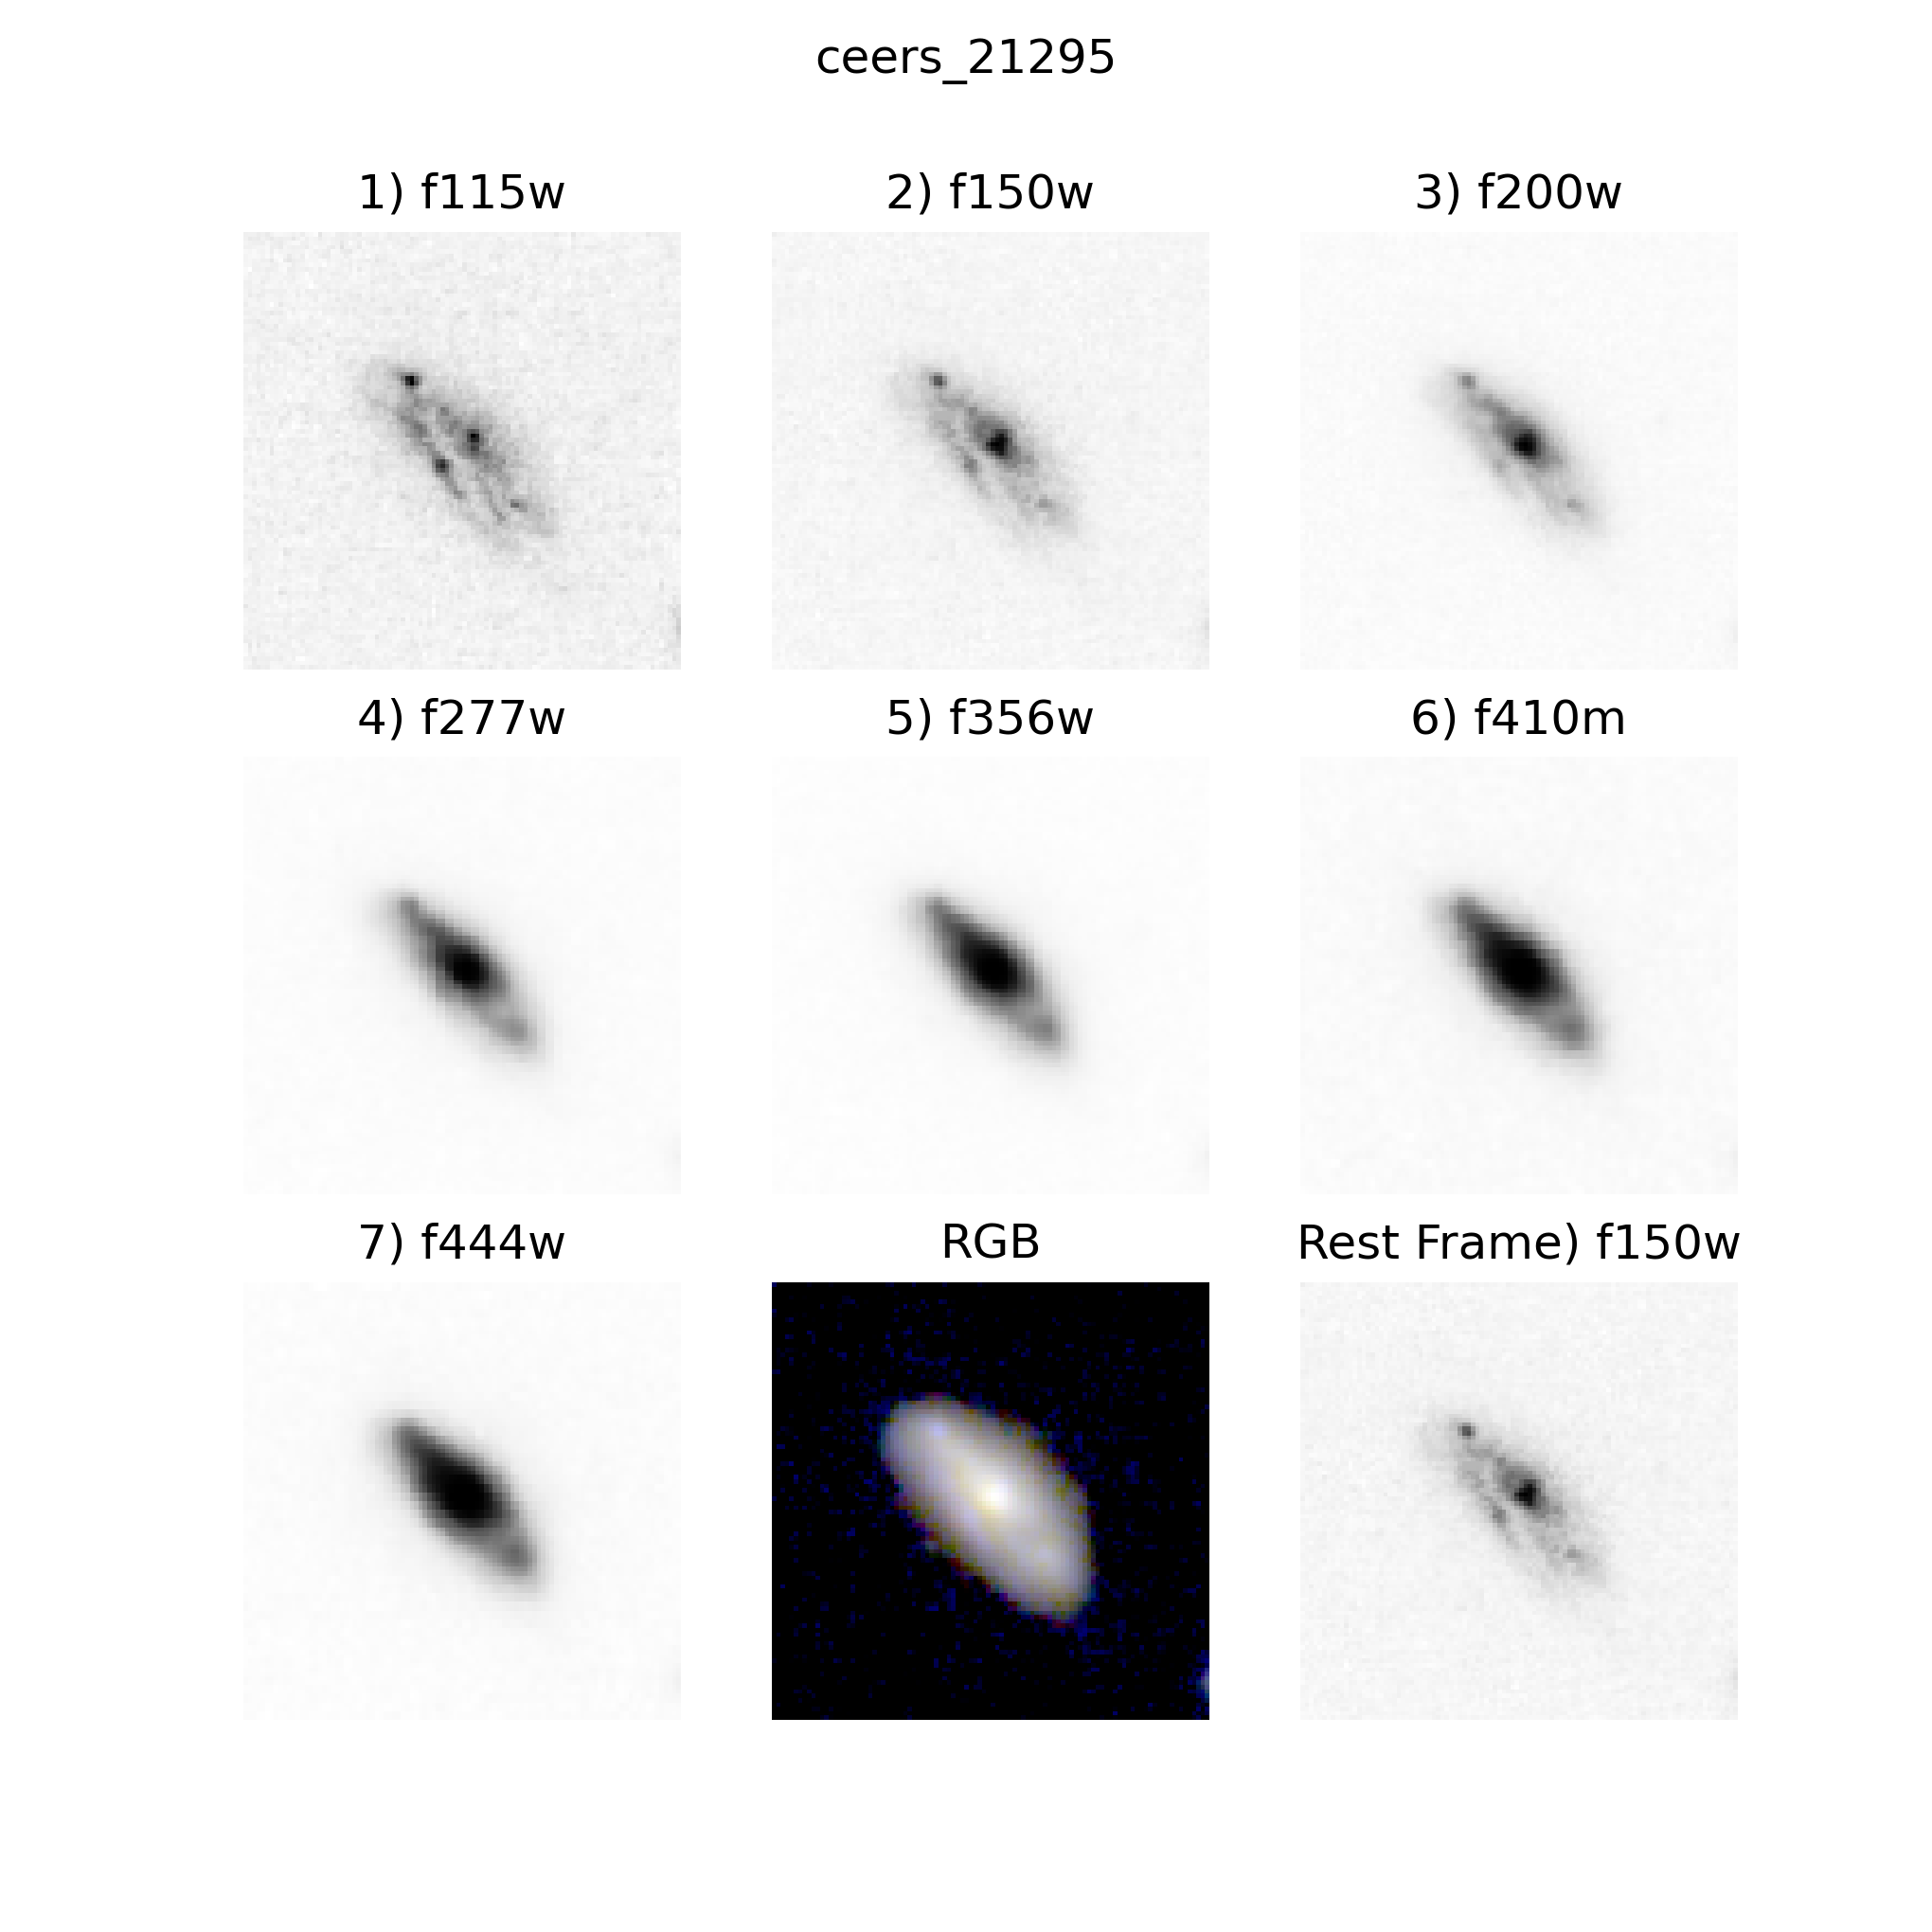 ceers_21295
1) f115w
2) f150w
3) f200w
4) f277w
5) f356w
6) f410m
7) f444w
RGB
Rest Frame) f150w